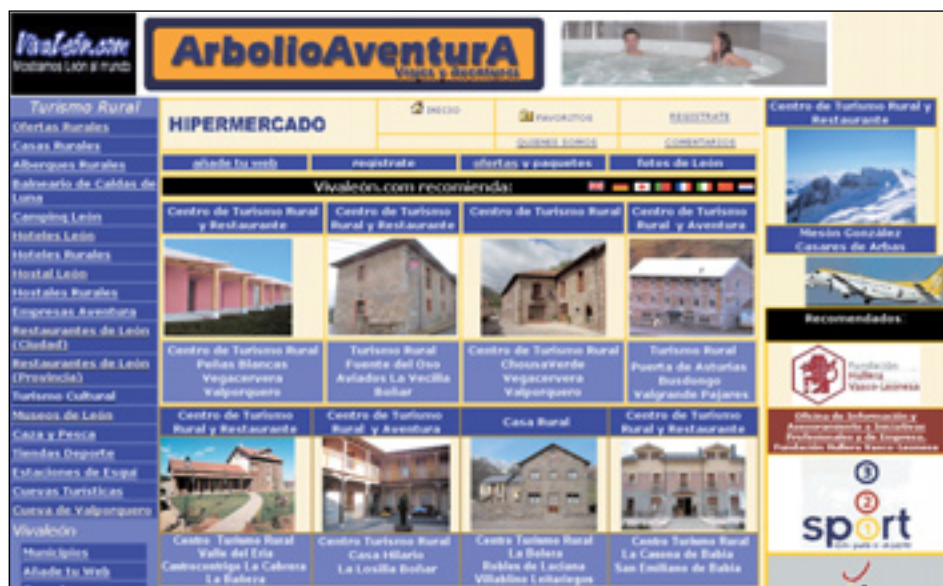 VivaLeón.com
Mostramos León al mundo
ArbolioAventurA
Viajes y Aventuras
Turismo Rural
Ofertas Rurales
Casas Rurales
Albergues Rurales
Balneario de Caldas de
Luna
Camping León
Hoteles León
Hoteles Rurales
Hostal León
Hostales Rurales
Empresas Aventura
Restaurantes de León
(Ciudad)
Restaurantes de León
(Provincia)
Turismo Cultural
Museos de León
Caza y Pesca
Tiendas Deporte
Estaciones de Esquí
Cuevas Turísticas
Cueva de Valporquero
Vivaleón
Municipios
Añade tu Web
HIPERMERCADO
INICIO
FAVORITOS
REGISTRATE
QUIENES SOMOS
COMENTARIOS
añade tu web
registrate
ofertas y paquetes
fotos de León
Vivaleón.com recomienda:
Centro de Turismo Rural
y Restaurante
Centro de Turismo
Rural y Restaurante
Centro de Turismo Rural
Centro de Turismo
Rural y Aventura
Centro de Turismo Rural
Peñas Blancas
Vegacervera
Valporquero
Turismo Rural
Fuente del Oso
Aviados La Vecilla
Boñar
Centro de Turismo Rural
ChousaVerde
Vegacervera
Valporquero
Turismo Rural
Puerta de Asturias
Busdongo
Valgrande Pajares
Centro de Turismo
Rural y Restaurante
Centro de Turismo
Rural y Aventura
Casa Rural
Centro de Turismo
Rural y Restaurante
Centro Turismo Rural
Valle del Eria
Castrocontrigo La Cabrera
La Bañeza
Centro Turismo Rural
Casa Hilario
La Losilla Boñar
Centro Turismo Rural
La Bolera
Robles de Laciana
Villablino Leitariegos
Centro Turismo Rural
La Casona de Babia
San Emiliano de Babia
Centro de Turismo Rural y
Restaurante
Mesón González
Casares de Arbas
Recomendados
Fundación
Hullera
Vasco-Leonesa
Oficina de Información y
Asesoramiento a Iniciativas
Profesionales y de Empresa.
Fundación Hullera Vasco-Leonesa
3
2
sp1rt